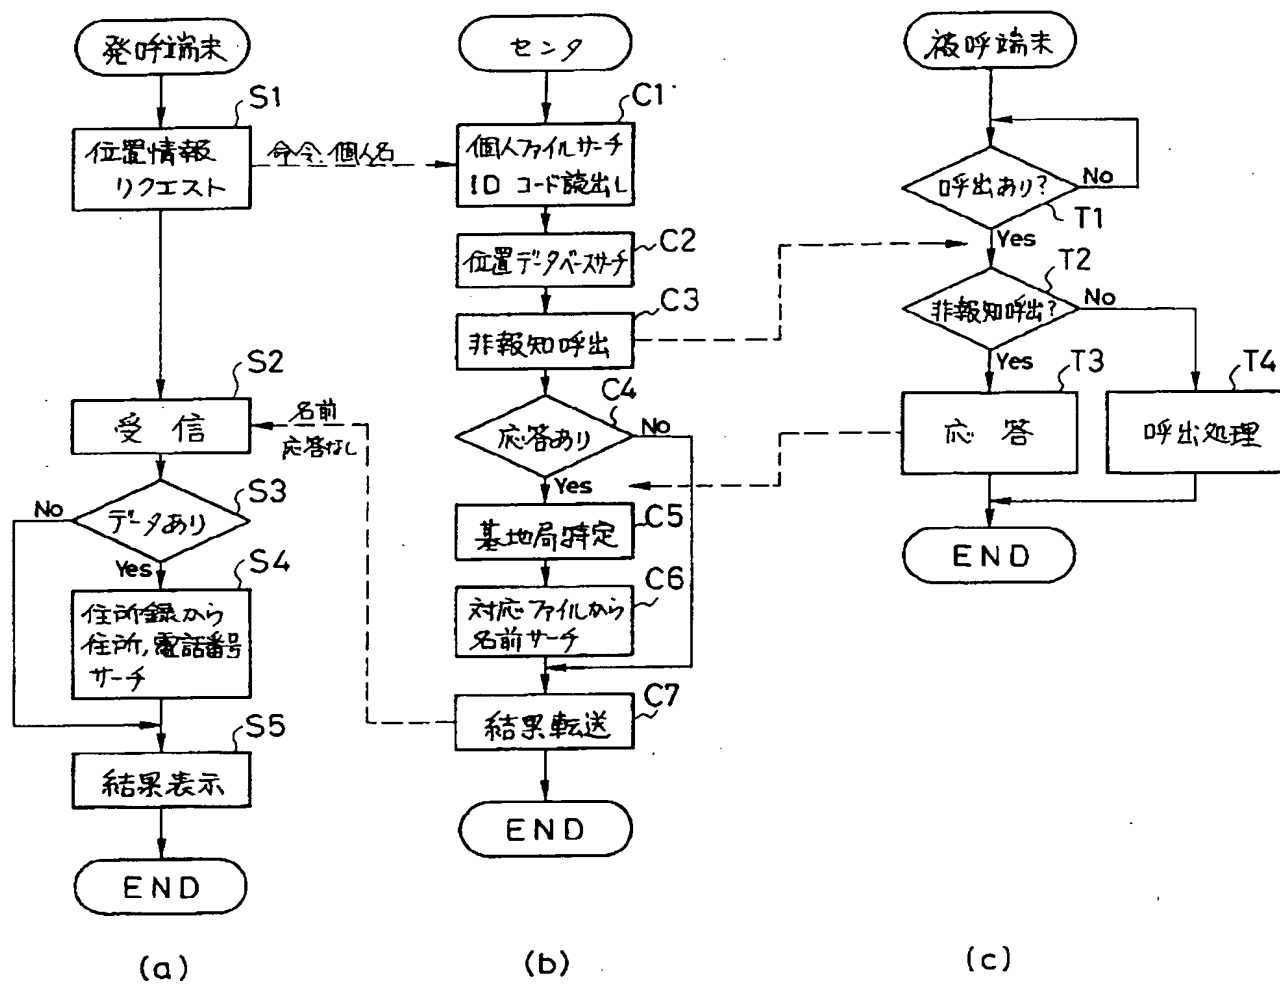 発呼端末
S1
位置情報
リクエスト
命令,個人名
S2
受信
名前
応答なし
S3
データあり
No
Yes
S4
住所録から
住所,電話番号
サーチ
S5
結果表示
END
(a)
センタ
C1
個人ファイルサーチ
IDコード読出し
C2
位置データベースサーチ
C3
非報知呼出
C4
応答あり
No
Yes
C5
基地局特定
C6
対応ファイルから
名前サーチ
C7
結果転送
END
(b)
被呼端末
呼出あり?
No
T1
Yes
T2
非報知呼出?
No
Yes
T3
応答
T4
呼出処理
END
(c)